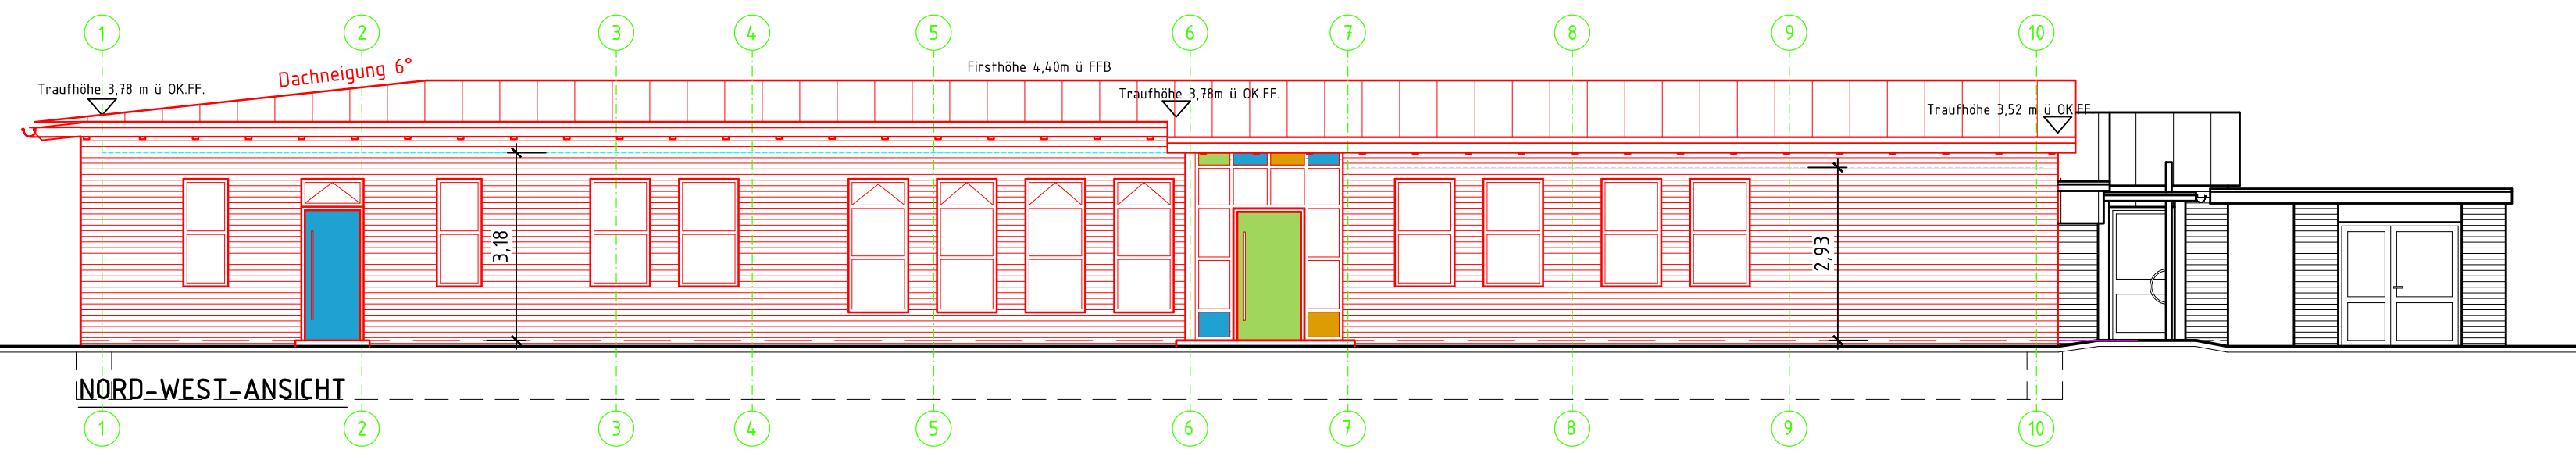 1 2 3 4 5 6 7 8 9 10
Dachneigung 6°
Firsthöhe 4,40m ü FFB
Traufhöhe 3,78 m ü OK.FF.
Traufhöhe 3,78m ü OK.FF.
Traufhöhe 3,52 m ü OK.FF.
3,18
2,93
NORD-WEST-ANSICHT
1 2 3 4 5 6 7 8 9 10